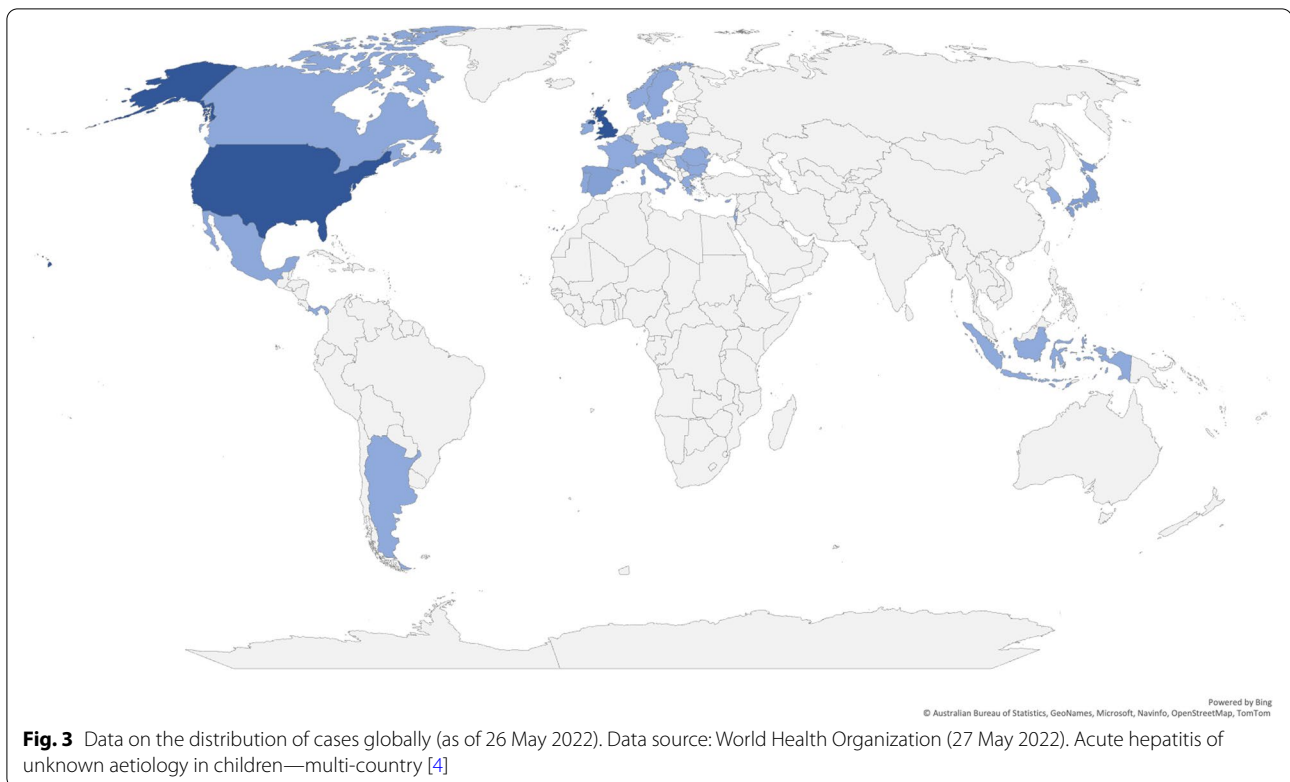 Powered by Bing
© Australian Bureau of Statistics, GeoNames, Microsoft, Navinfo, OpenStreetMap, TomTom
Fig. 3 Data on the distribution of cases globally (as of 26 May 2022). Data source: World Health Organization (27 May 2022). Acute hepatitis of
unknown aetiology in children—multi-country [4]